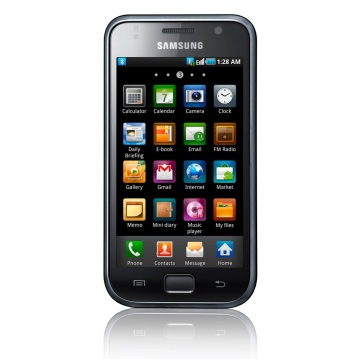 SAMSUNG
1:28 AM
3
Calculator Calendar Camera Clock
Daily Briefing E-book Email FM Radio
Gallery Gmail Internet Market
Memo Mini diary Music player My files
Phone Contacts Message Home